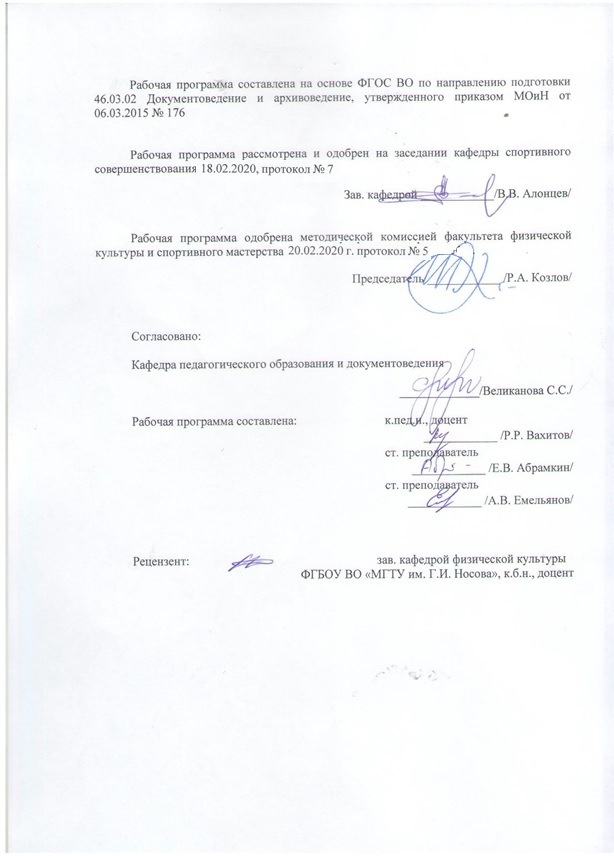 Рабочая программа составлена на основе ФГОС ВО по направлению подготовки
46.03.02 Документоведение и архивоведение, утвержденного приказом МОиН от
06.03.2015 № 176
Рабочая программа рассмотрена и одобрен на заседании кафедры спортивного
совершенствования 18.02.2020, протокол № 7
Зав. кафедрой /В.В. Алонцев/
Рабочая программа одобрена методической комиссией факультета физической
культуры и спортивного мастерства 20.02.2020 г. протокол № 5
Председатель /Р.А. Козлов/
Согласовано:
Кафедра педагогического образования и документоведения
/Великанова С.С./
Рабочая программа составлена: к.пед.н., доцент
/Р.Р. Вахитов/
ст. преподаватель
/Е.В. Абрамкин/
ст. преподаватель
/А.В. Емельянов/
Рецензент: зав. кафедрой физической культуры
ФГБОУ ВО «МГТУ им. Г.И. Носова», к.б.н., доцент